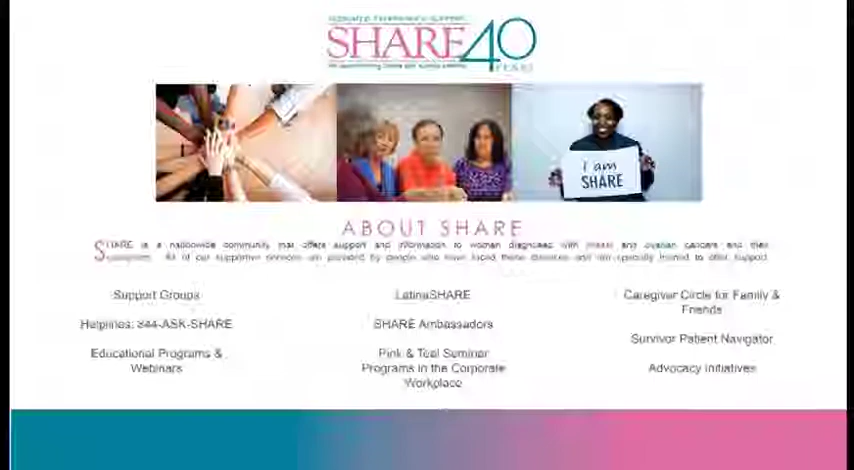 SHARE 40
YEARS
I am
SHARE
ABOUT SHARE
SHARE is a nationwide community that offers support and information to women diagnosed with breast and ovarian cancers and their
All of our supportive services are provided by people who have faced these diseases and are specially trained to offer support.
Support Groups
Helplines: 844-ASK-SHARE
Educational Programs &
Webinars
LatinaSHARE
SHARE Ambassadors
Pink & Teal Seminar
Programs in the Corporate
Workplace
Caregiver Circle for Family &
Friends
Survivor Patient Navigator
Advocacy Initiatives